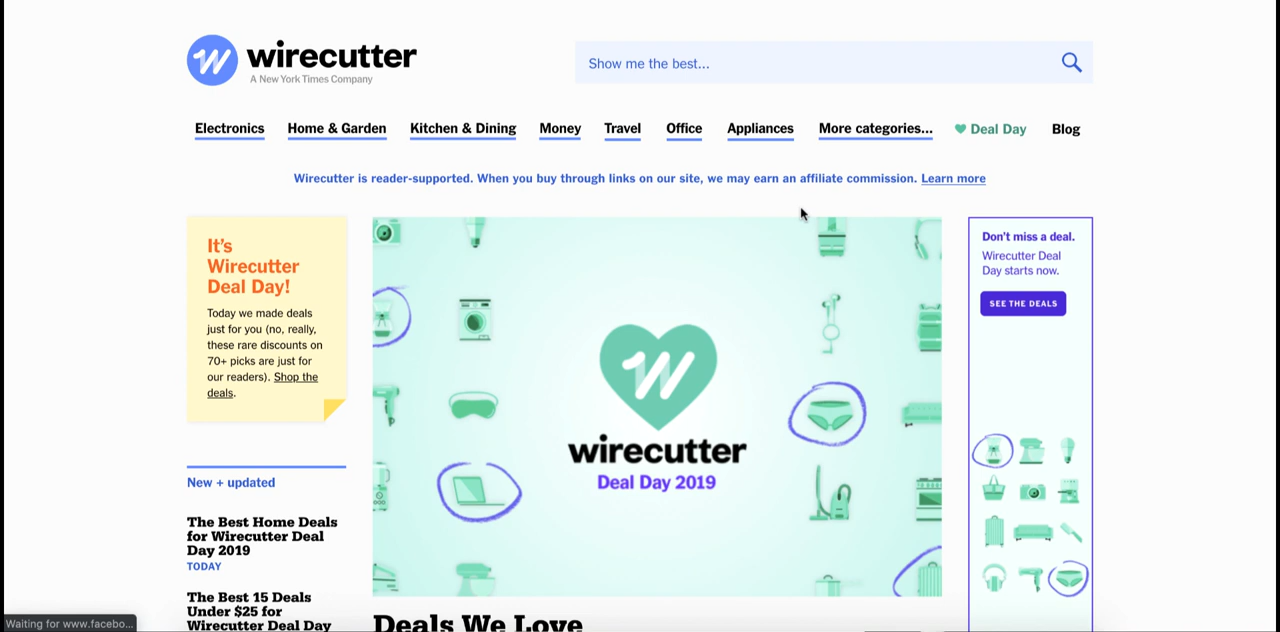 wirecutter
A New York Times Company
Show me the best...
Electronics
Home & Garden
Kitchen & Dining
Money
Travel
Office
Appliances
More categories...
Deal Day
Blog
Wirecutter is reader-supported. When you buy through links on our site, we may earn an affiliate commission. Learn more
It's
Wirecutter
Deal Day!
Today we made deals
just for you (no, really,
these rare discounts on
70+ picks are just for
our readers). Shop the
deals.
New + updated
The Best Home Deals
for Wirecutter Deal
Day 2019
TODAY
The Best 15 Deals
Under $25 for
Wirecutter Deal Day
wirecutter
Deal Day 2019
Deals We Love
Don't miss a deal.
Wirecutter Deal
Day starts now.
SEE THE DEALS
Waiting for www.facebo...